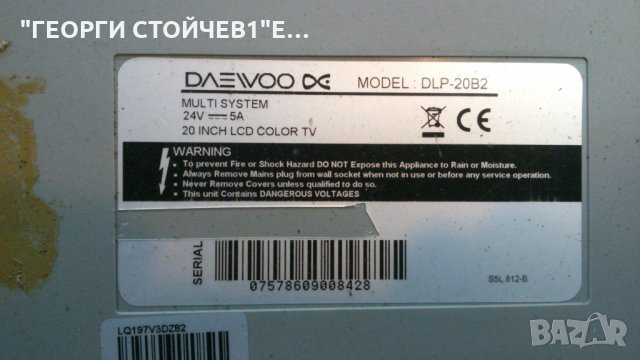 "ГЕОРГИ СТОЙЧЕВ1"Е...
DAEWOO
MODEL : DLP-20B2
MULTI SYSTEM
24V 5A
20 INCH LCD COLOR TV
WARNING
To prevent Fire or Shock Hazard DO NOT Expose this Appliance to Rain or Moisture.
Always Remove Mains plug from wall socket when not in use or before any service operation.
Never Remove Covers unless qualified to do so.
This unit Contains DANGEROUS VOLTAGES
SERIAL
07578609008428
S5L.812-B
LQ197V3DZ82
BAZAR.bg